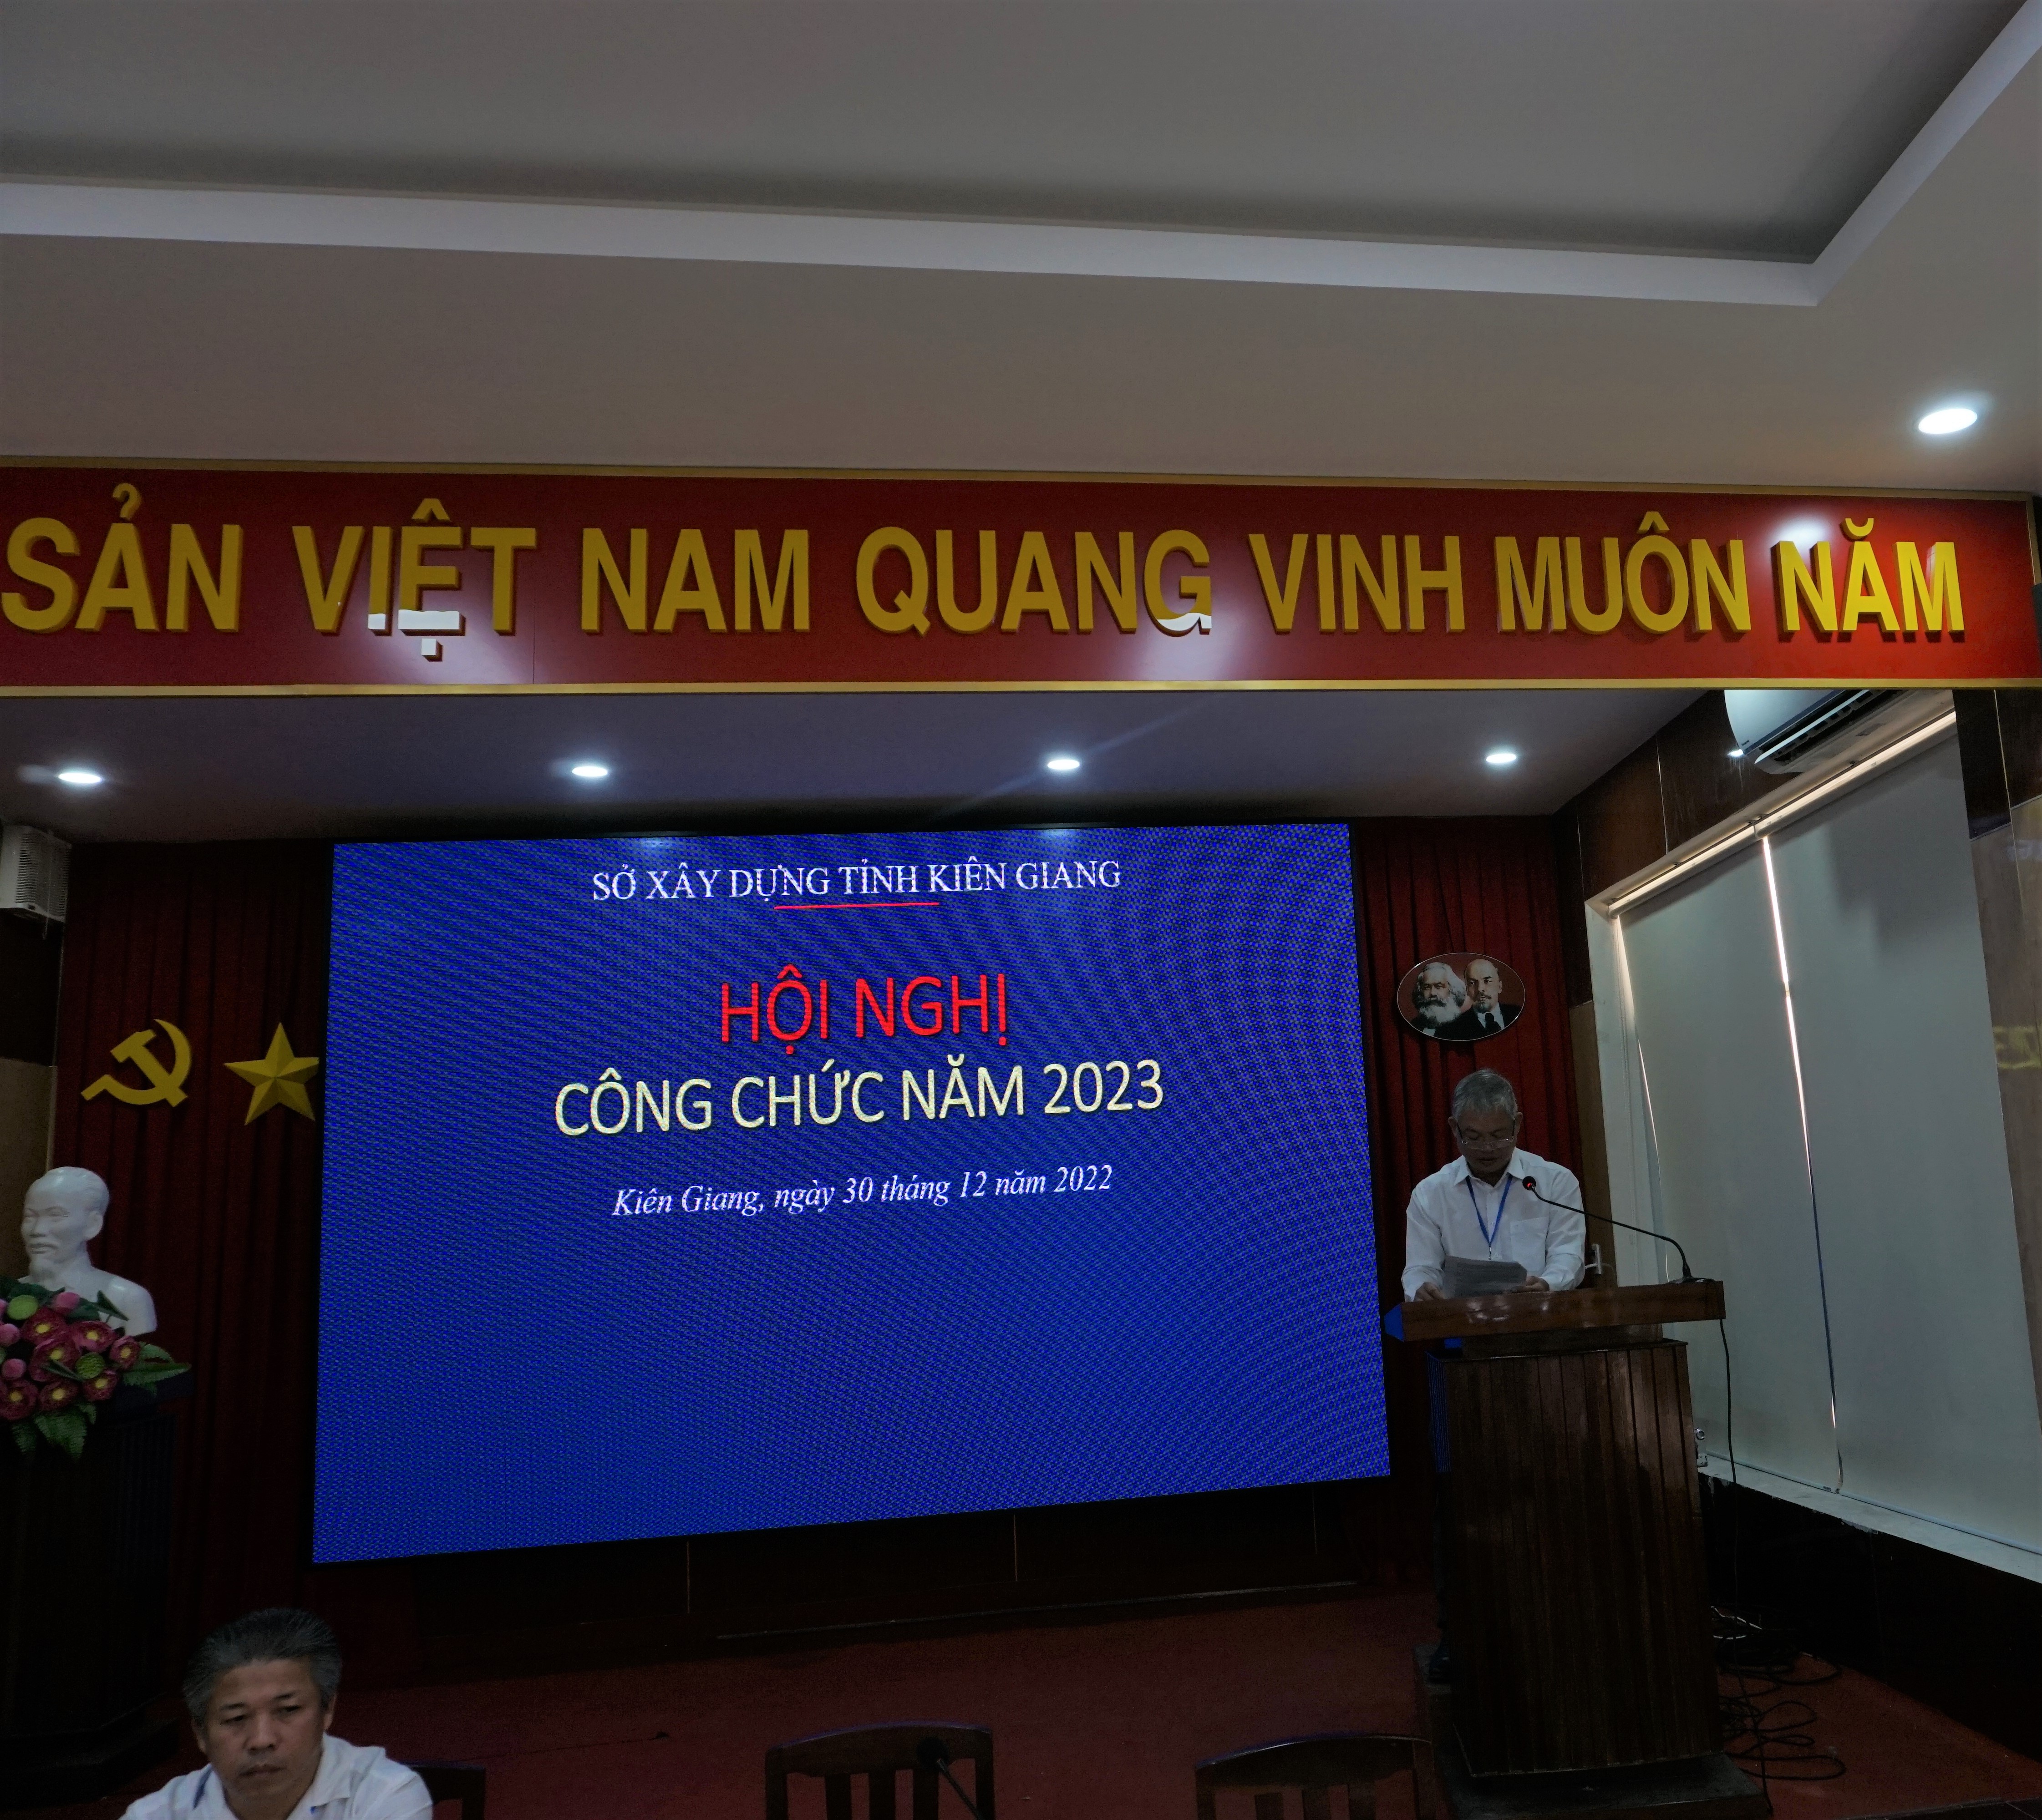 SẢN VIỆT NAM QUANG VINH MUÔN NĂM
SỞ XÂY DỰNG TỈNH KIÊN GIANG
HỘI NGHỊ
CÔNG CHỨC NĂM 2023
Kiên Giang, ngày 30 tháng 12 năm 2022